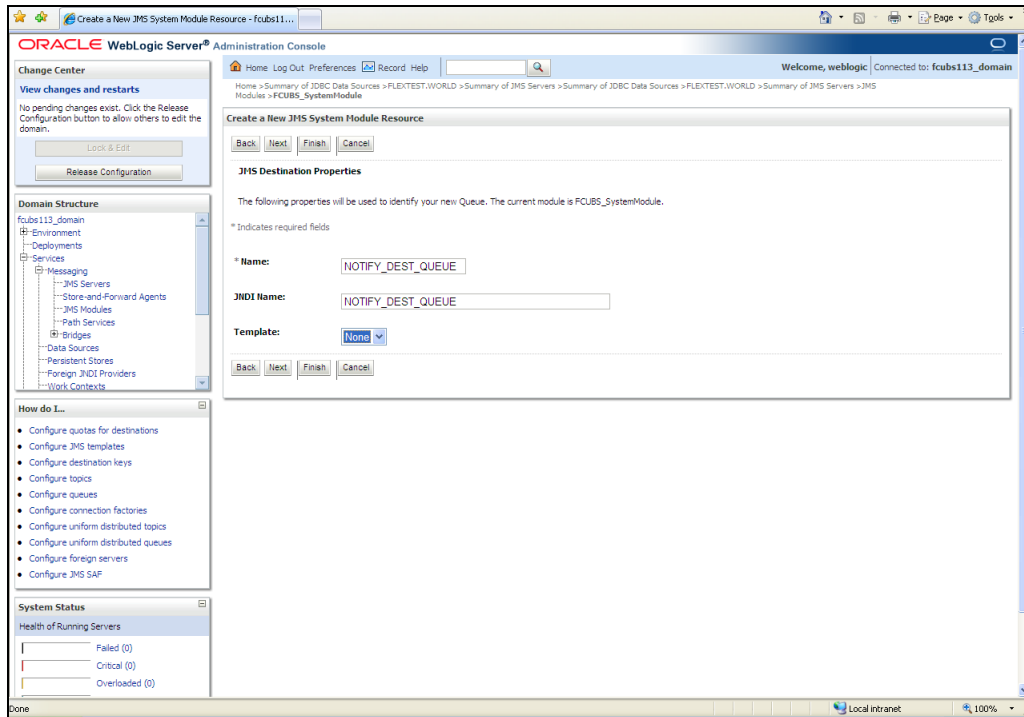 Create a New JMS System Module Resource - fcubs11...
Page
Tools
ORACLE WebLogic Server® Administration Console
Change Center
View changes and restarts
No pending changes exist. Click the Release
Configuration button to allow others to edit the
domain.
Lock & Edit
Release Configuration
Domain Structure
fcubs113_domain
Environment
Deployments
Services
Messaging
JMS Servers
Store-and-Forward Agents
JMS Modules
Path Services
Bridges
Data Sources
Persistent Stores
Foreign JNDI Providers
Work Contexts
How do I...
Configure quotas for destinations
Configure JMS templates
Configure destination keys
Configure topics
Configure queues
Configure connection factories
Configure uniform distributed topics
Configure uniform distributed queues
Configure foreign servers
Configure JMS SAF
System Status
Health of Running Servers
Failed (0)
Critical (0)
Overloaded (0)
Home Log Out Preferences Record Help
Welcome, weblogic Connected to: fcubs113_domain
Home >Summary of JDBC Data Sources >FLEXTEST.WORLD >Summary of JMS Servers >Summary of JDBC Data Sources >FLEXTEST.WORLD >Summary of JMS Servers >JMS
Modules >FCUBS_SystemModule
Create a New JMS System Module Resource
Back Next Finish Cancel
JMS Destination Properties
The following properties will be used to identify your new Queue. The current module is FCUBS_SystemModule.
* Indicates required fields
* Name: NOTIFY_DEST_QUEUE
JNDI Name: NOTIFY_DEST_QUEUE
Template: None
Back Next Finish Cancel
Done
Local intranet
100%